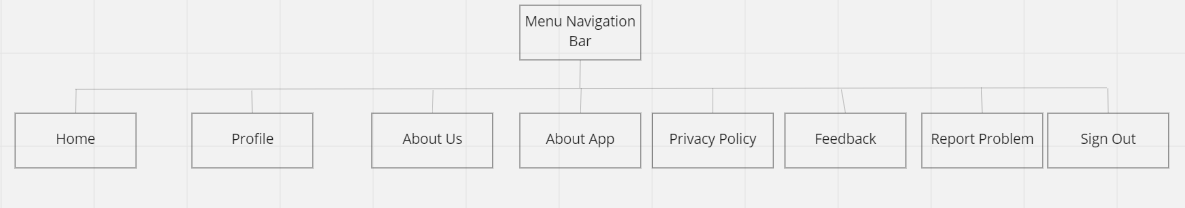 Menu Navigation
Bar
Home
Profile
About Us
About App
Privacy Policy
Feedback
Report Problem
Sign Out